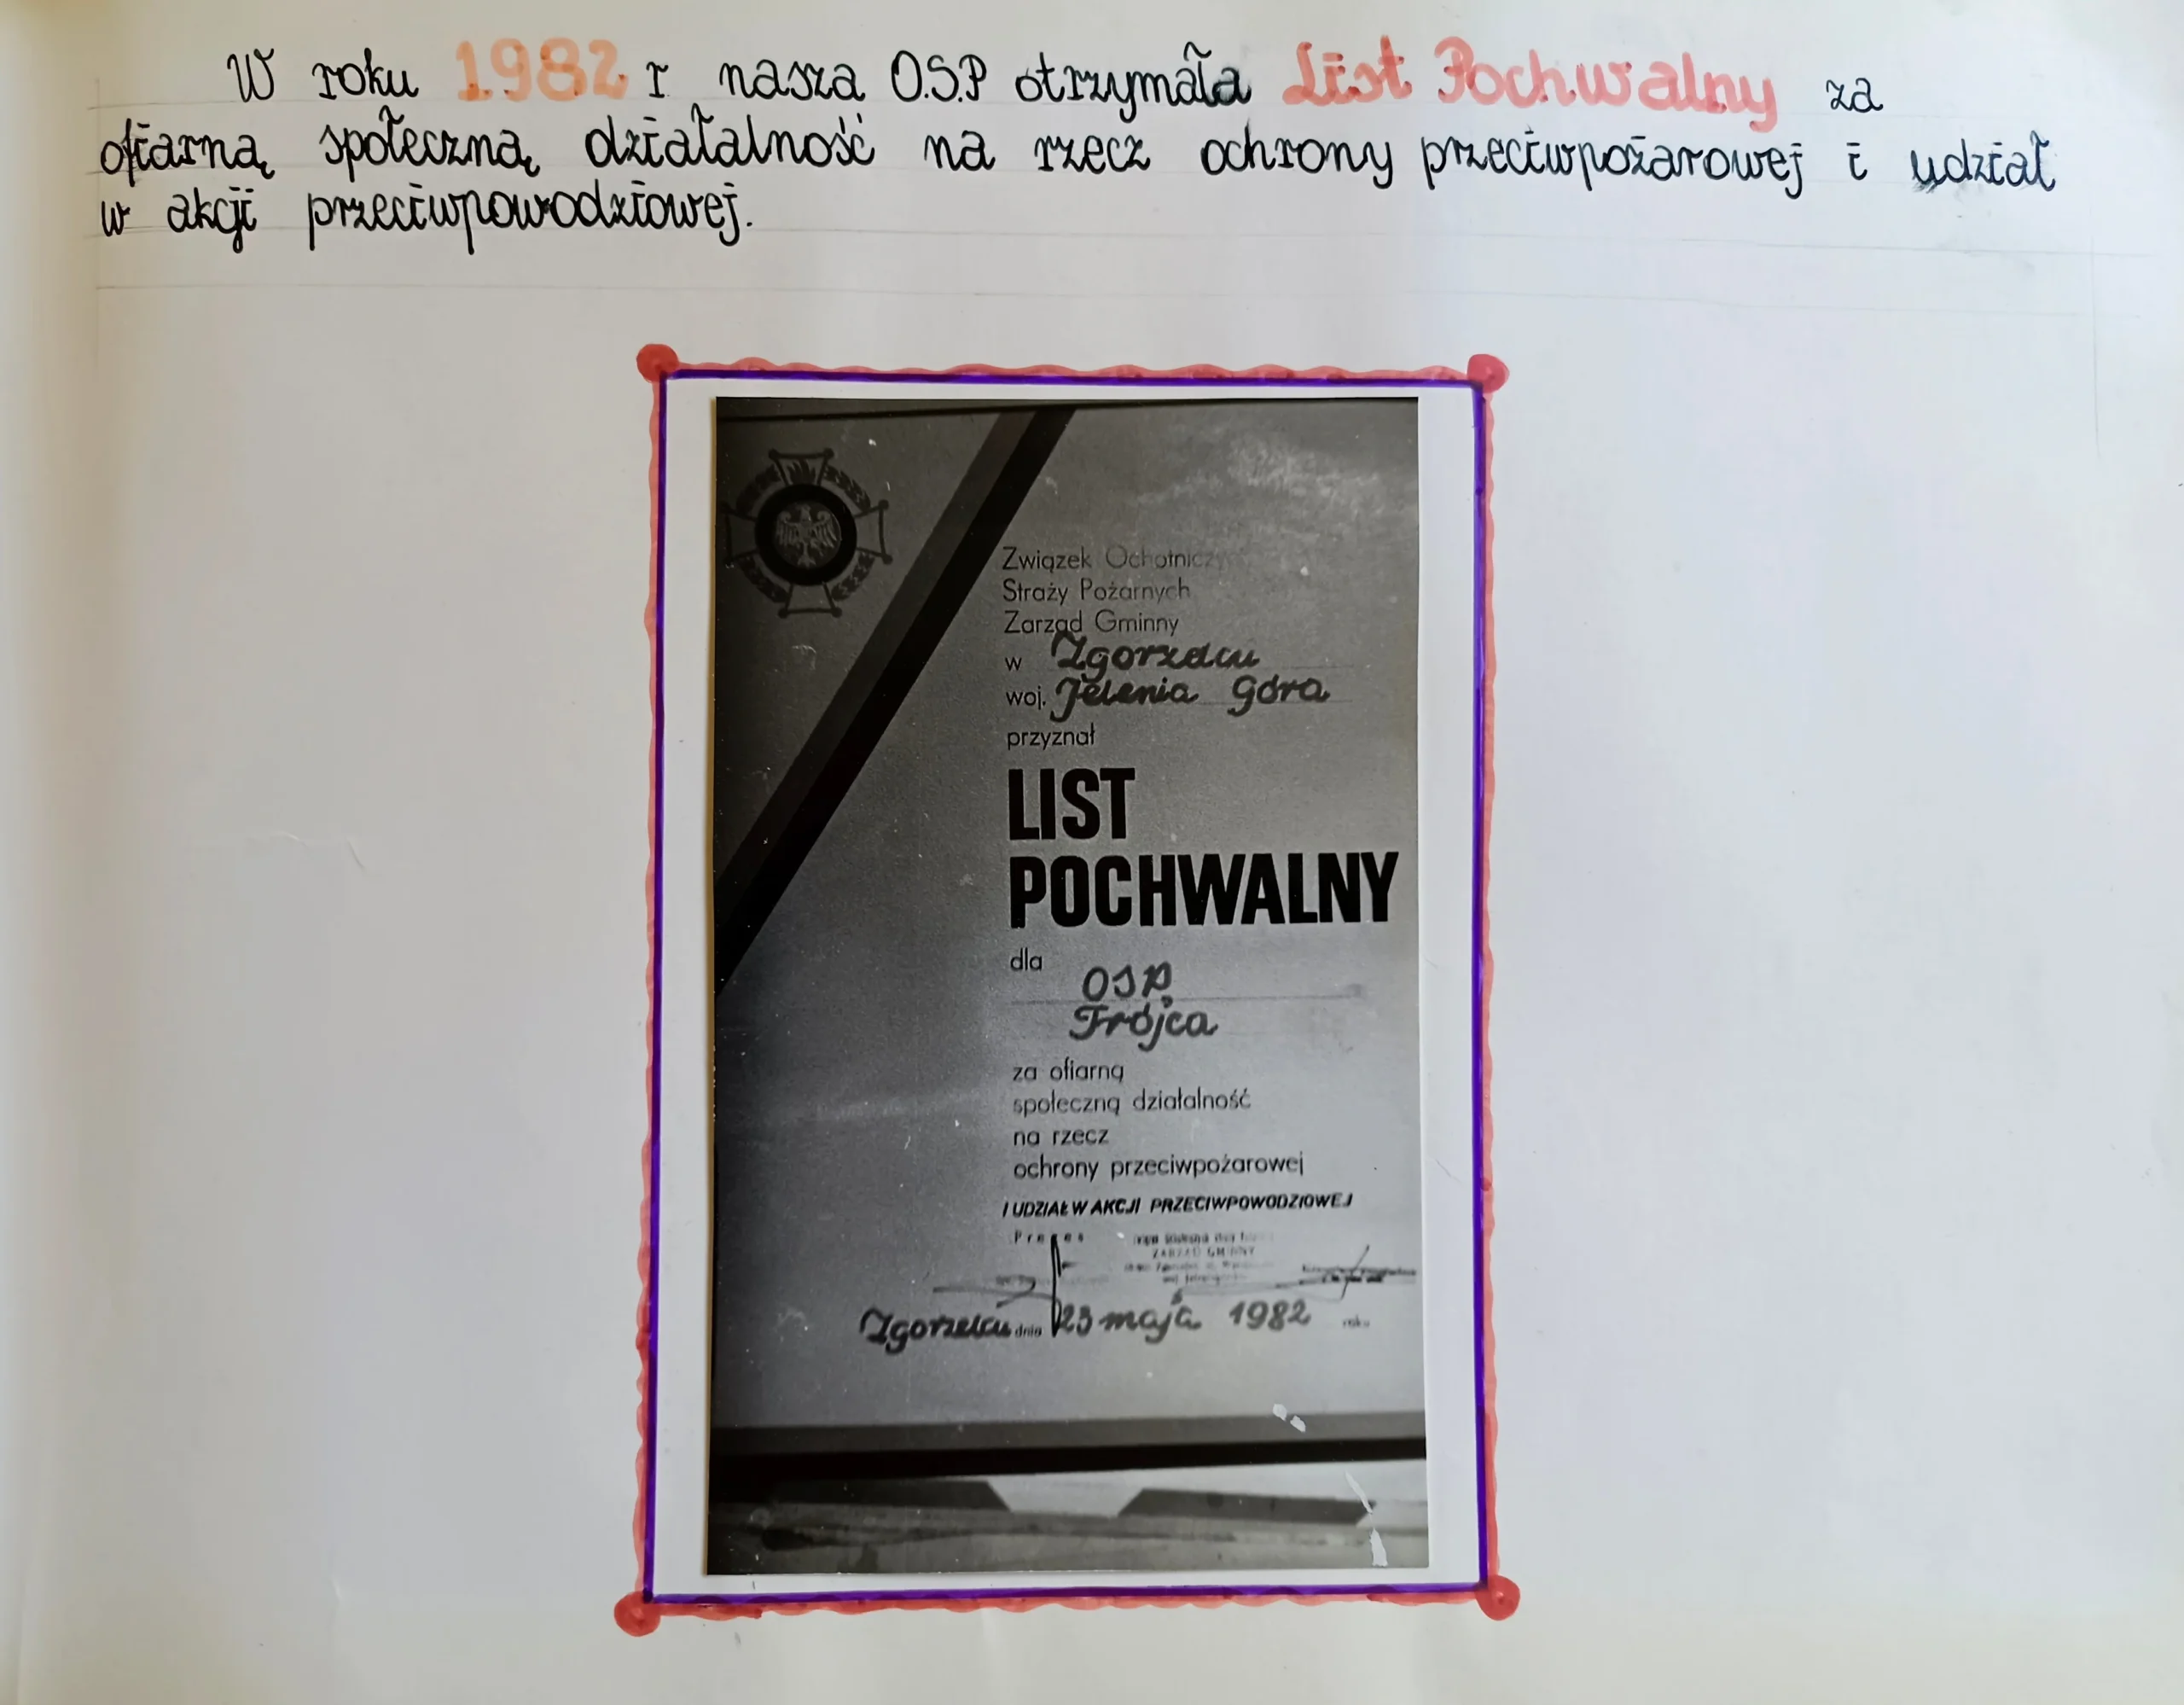 W roku 1982 r nasza O.S.P otrzymała List Pochwalny za
ofiarną społeczną działalność na rzecz ochrony przeciwpożarowej i udział
w akcji przeciwpowodziowej.
Związek Ochotniczych
Straży Pożarnych
Zarząd Gminny
w Zgorzelcu
woj. Jelenia Góra
przyznał
LIST
POCHWALNY
dla
OSP.
Trójca
za ofiarną
społeczną działalność
na rzecz
ochrony przeciwpożarowej
I UDZIAŁ W AKCJI PRZECIWPOWODZIOWEJ
Prezes
ZARZĄD GMINNY
Zgorzelcu dnia 23 maja 1982 roku